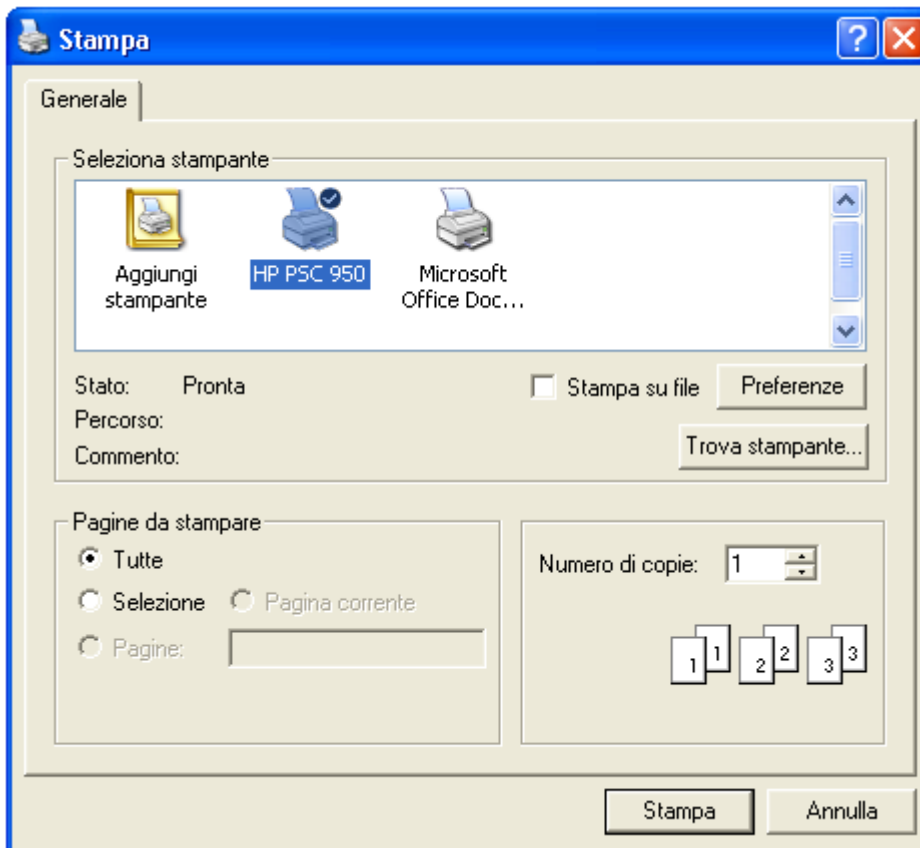 Stampa
Generale
Seleziona stampante
Aggiungi
stampante
HP PSC 950
Microsoft
Office Doc...
Stato: Pronta
Percorso:
Commento:
Stampa su file
Preferenze
Trova stampante...
Pagine da stampare
Tutte
Selezione
Pagina corrente
Pagine:
Numero di copie: 1
1 1 2 2 3 3
Stampa
Annulla